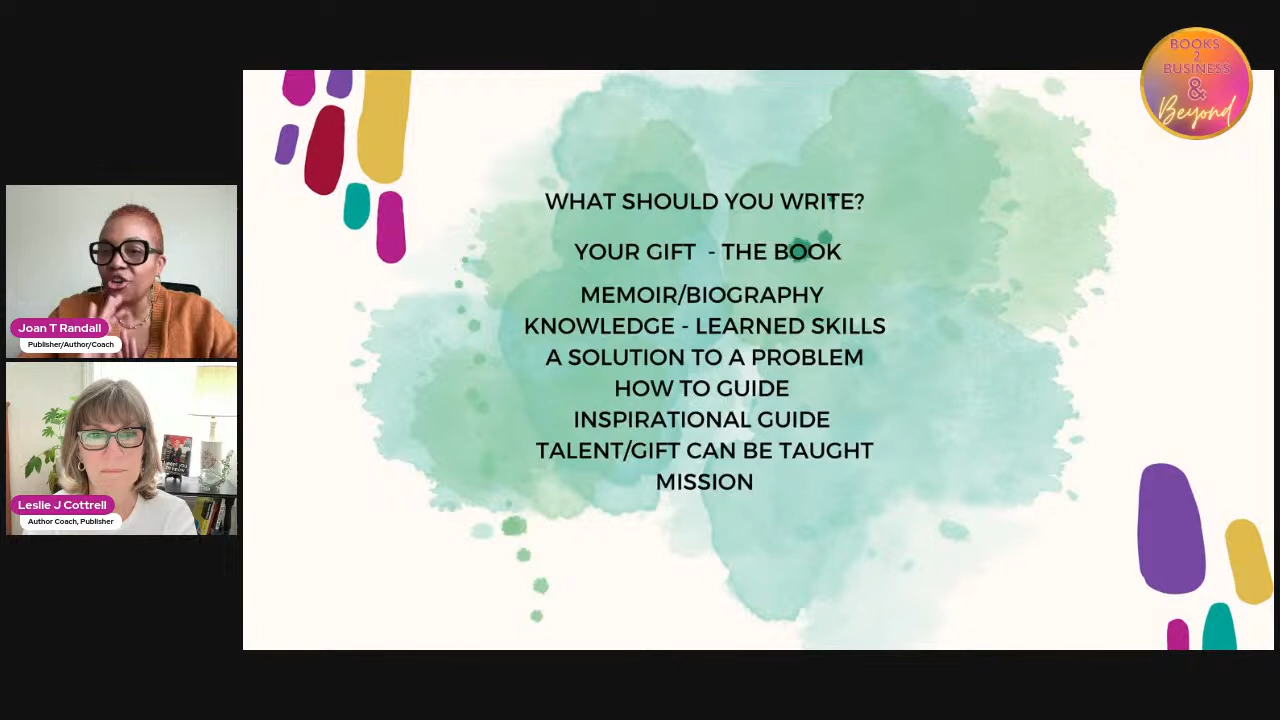 BOOKS
2
BUSINESS
&
Beyond
WHAT SHOULD YOU WRITE?
YOUR GIFT - THE BOOK
MEMOIR/BIOGRAPHY
KNOWLEDGE - LEARNED SKILLS
A SOLUTION TO A PROBLEM
HOW TO GUIDE
INSPIRATIONAL GUIDE
TALENT/GIFT CAN BE TAUGHT
MISSION
Joan T Randall
Publisher/Author/Coach
Leslie J Cottrell
Author Coach, Publisher